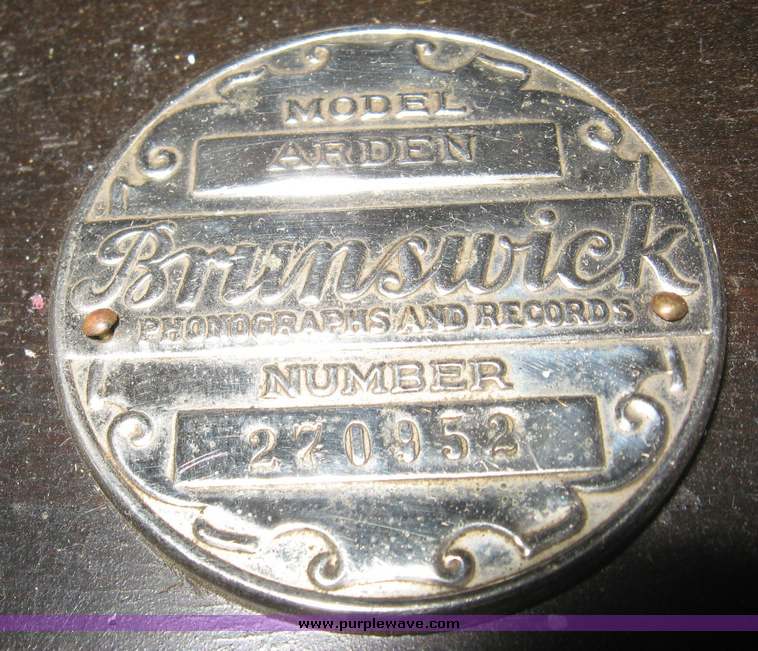 MODEL
ARDEN
Brunswick
PHONOGRAPHS AND RECORDS
NUMBER
270952
www.purplewave.com